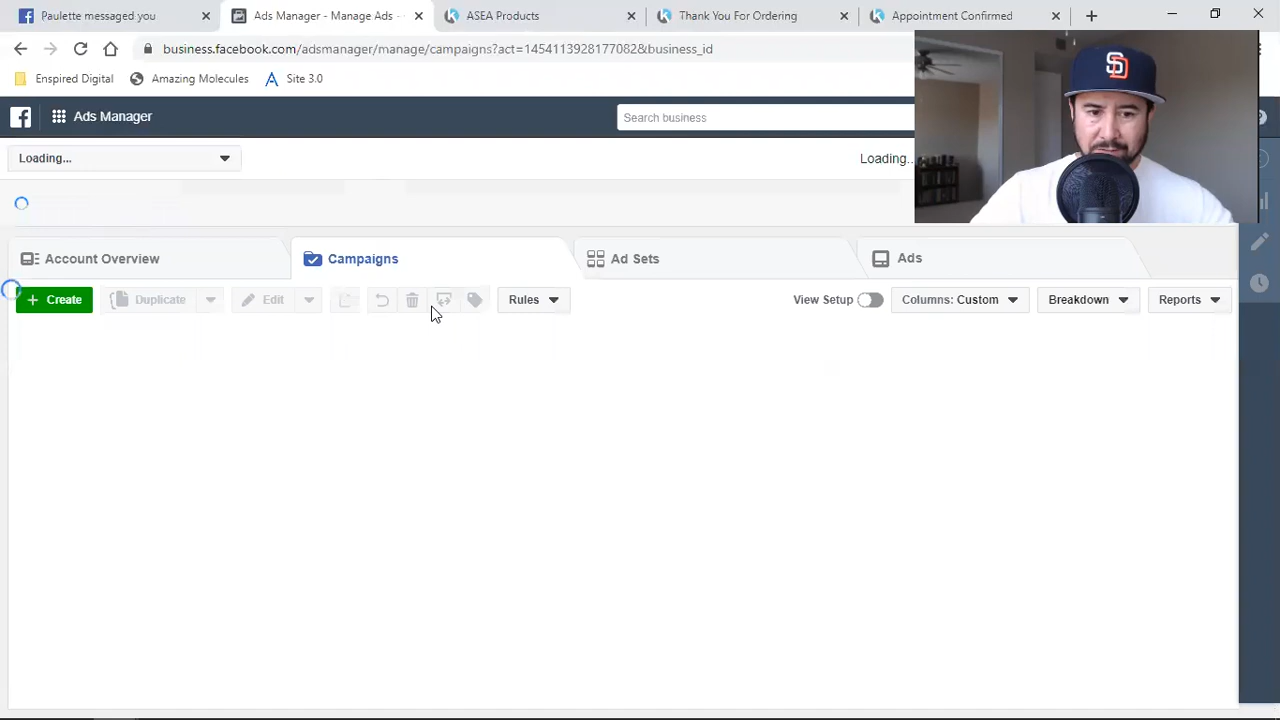 Paulette messaged you
Ads Manager - Manage Ads -
ASEA Products
Thank You For Ordering
Appointment Confirmed
business.facebook.com/adsmanager/manage/campaigns?act=1454113928177082&business_id
Enspired Digital
Amazing Molecules
Site 3.0
Ads Manager
Search business
Loading...
Loading...
Account Overview
Campaigns
Ad Sets
Ads
+ Create
Duplicate
Edit
Rules
View Setup
Columns: Custom
Breakdown
Reports